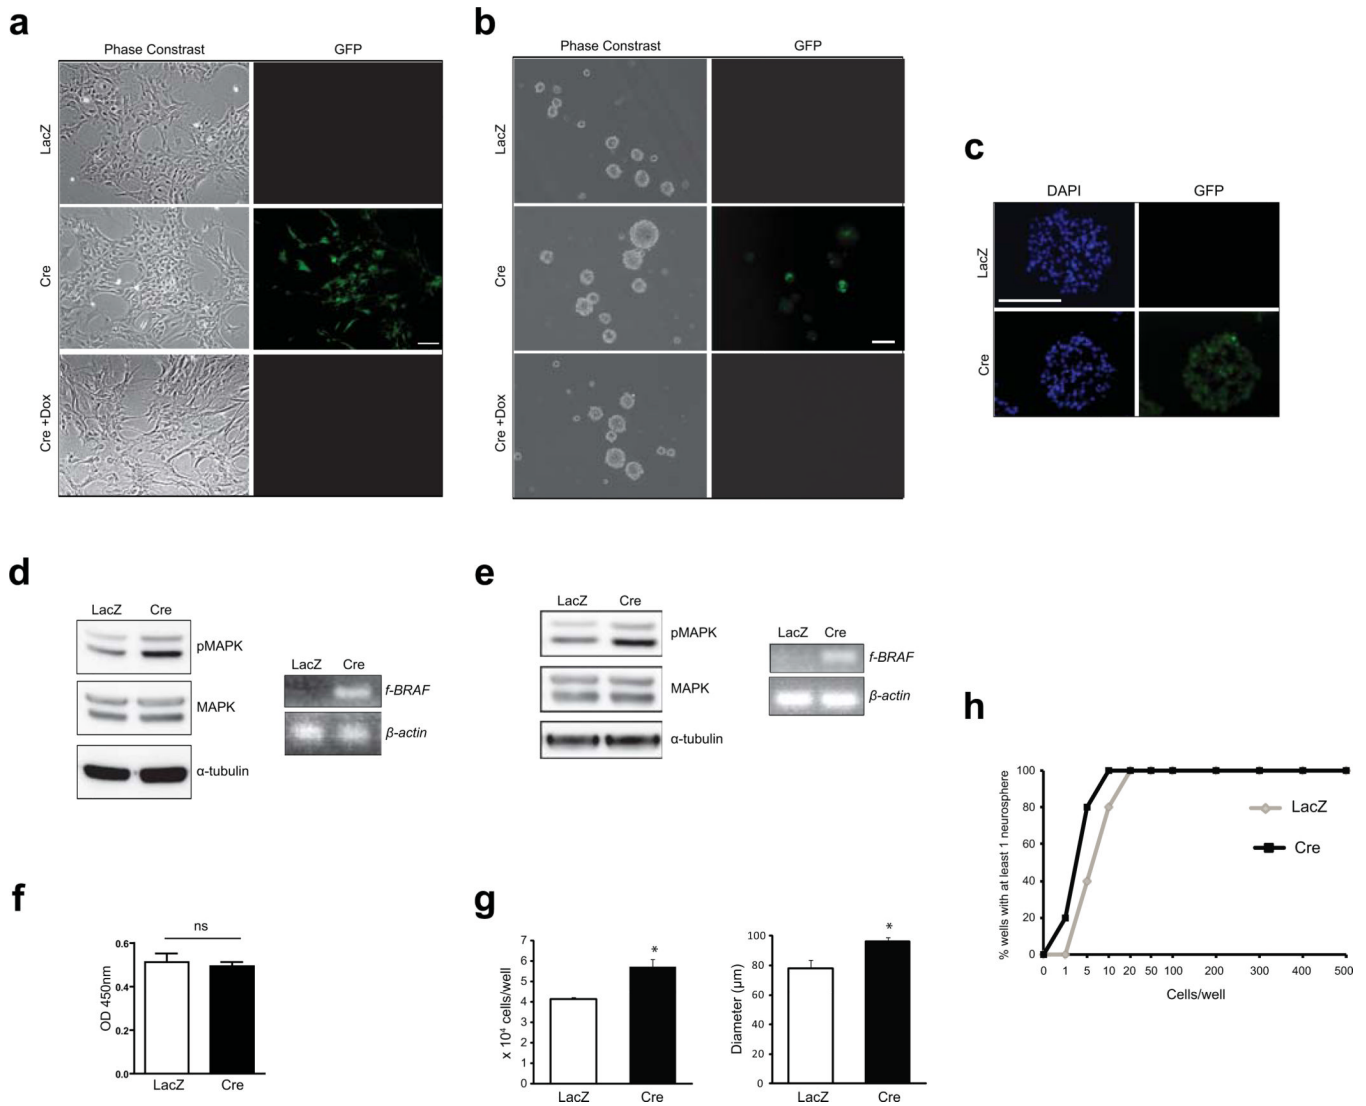 a
Phase Constrast GFP
LacZ
Cre
Cre +Dox
b
Phase Constrast GFP
LacZ
Cre
Cre +Dox
c
DAPI GFP
LacZ
Cre
d
LacZ Cre
pMAPK
MAPK
α-tubulin
LacZ Cre
f-BRAF
β-actin
e
LacZ Cre
pMAPK
MAPK
α-tubulin
LacZ Cre
f-BRAF
β-actin
f
ns
OD 450nm
0.6
0.4
0.2
0.0
LacZ Cre
g
x 10⁴ cells/well
7
6
5
4
3
2
1
0
*
LacZ Cre
Diameter (µm)
100
80
60
40
20
0
*
LacZ Cre
h
% wells with at least 1 neurosphere
100
80
60
40
20
0
LacZ
Cre
0 1 5 10 20 50 100 200 300 400 500
Cells/well